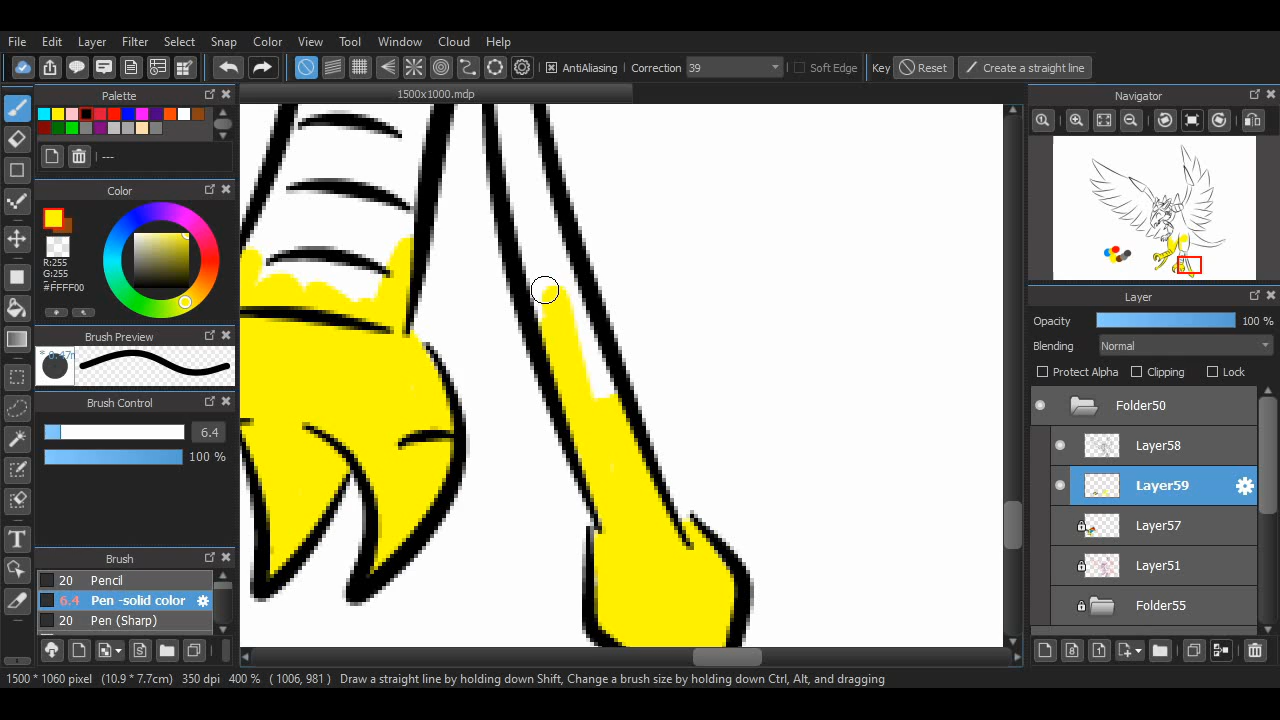 File Edit Layer Filter Select Snap Color View Tool Window Cloud Help
AntiAliasing Correction 39 Soft Edge Key Reset Create a straight line
Palette
1500x1000.mdp
Navigator
---
Color
R:255
G:255
#FFFF00
Brush Preview
Brush Control
6.4
100 %
Brush
20 Pencil
6.4 Pen -solid color
20 Pen (Sharp)
Layer
Opacity 100 %
Blending Normal
Protect Alpha Clipping Lock
Folder50
Layer58
Layer59
Layer57
Layer51
Folder55
1500 * 1060 pixel (10.9 * 7.7cm) 350 dpi 400 % ( 1006, 981 ) Draw a straight line by holding down Shift, Change a brush size by holding down Ctrl, Alt, and dragging